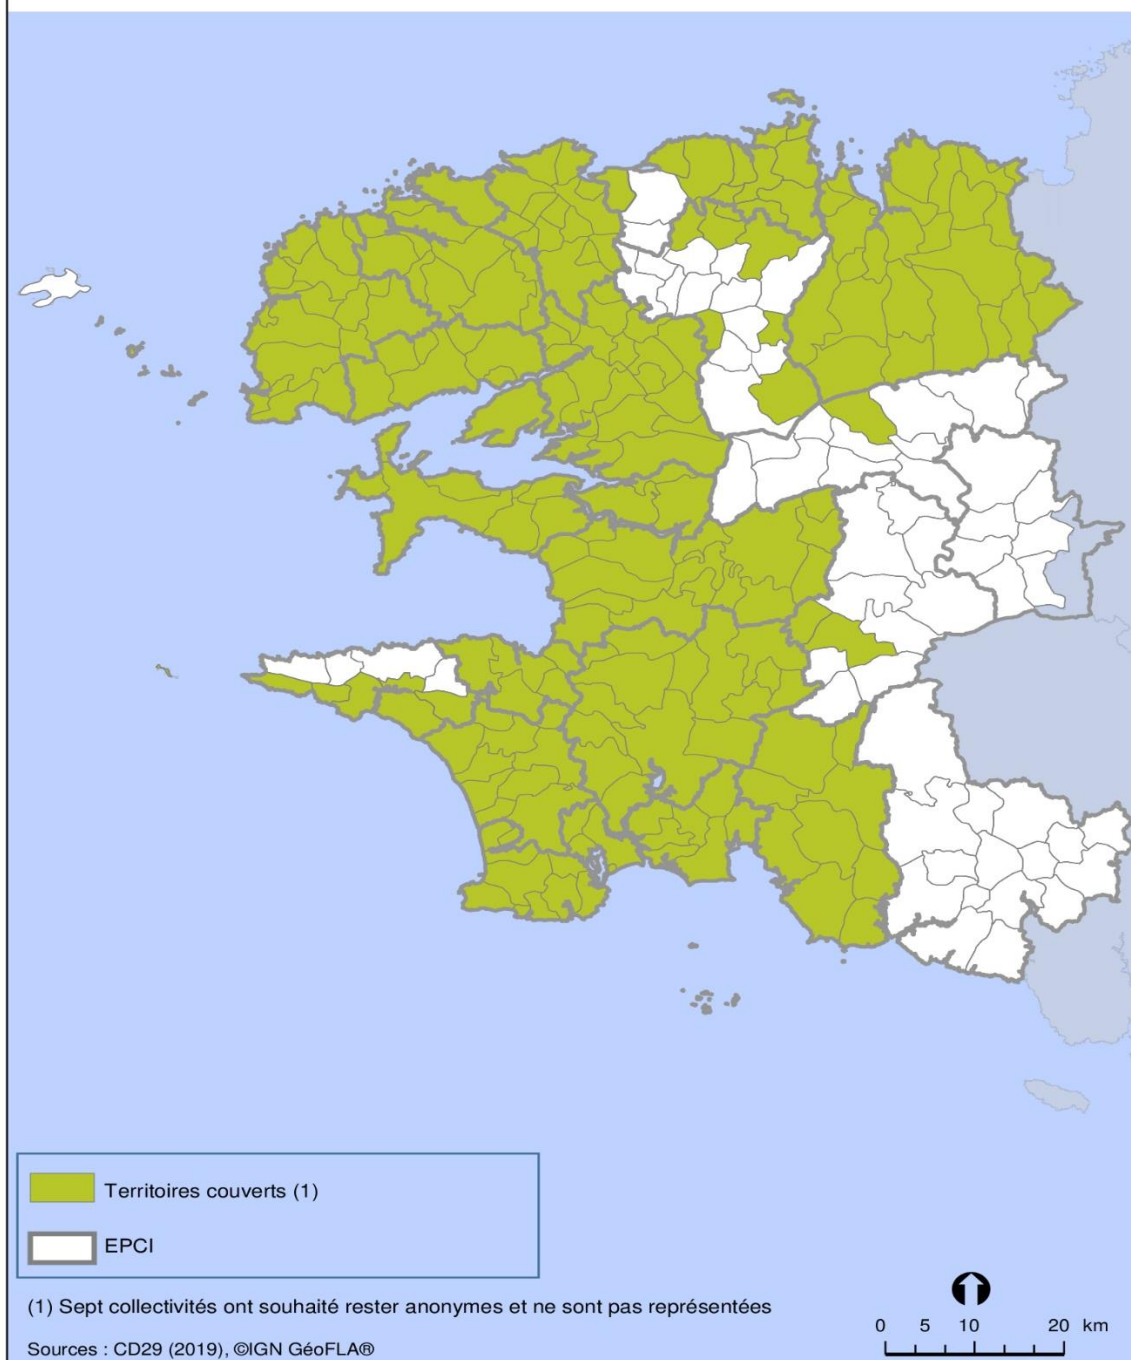 Territoires couverts (1)
EPCI
(1) Sept collectivités ont souhaité rester anonymes et ne sont pas représentées
Sources : CD29 (2019), ©IGN GéoFLA®
0 5 10 20 km